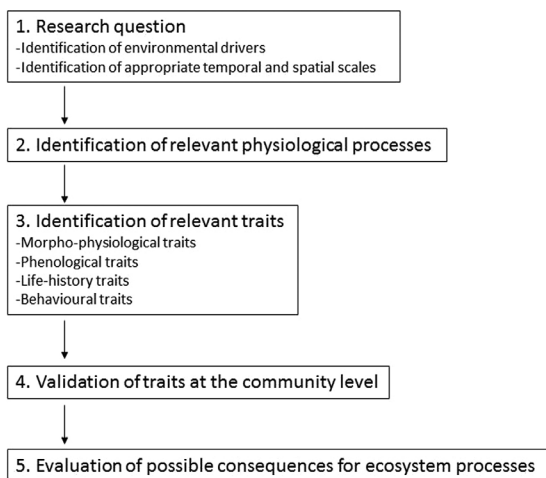 1. Research question
-Identification of environmental drivers
-Identification of appropriate temporal and spatial scales
2. Identification of relevant physiological processes
3. Identification of relevant traits
-Morpho-physiological traits
-Phenological traits
-Life-history traits
-Behavioural traits
4. Validation of traits at the community level
5. Evaluation of possible consequences for ecosystem processes